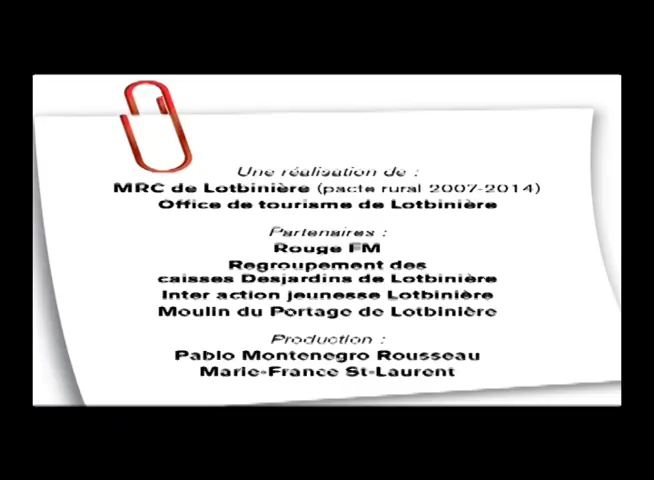 Une réalisation de :
MRC de Lotbinière (pacte rural 2007-2014)
Office de tourisme de Lotbinière
Partenaires :
Rouge FM
Regroupement des
caisses Desjardins de Lotbinière
Inter action jeunesse Lotbinière
Moulin du Portage de Lotbinière
Production :
Pablo Montenegro Rousseau
Marie-France St-Laurent